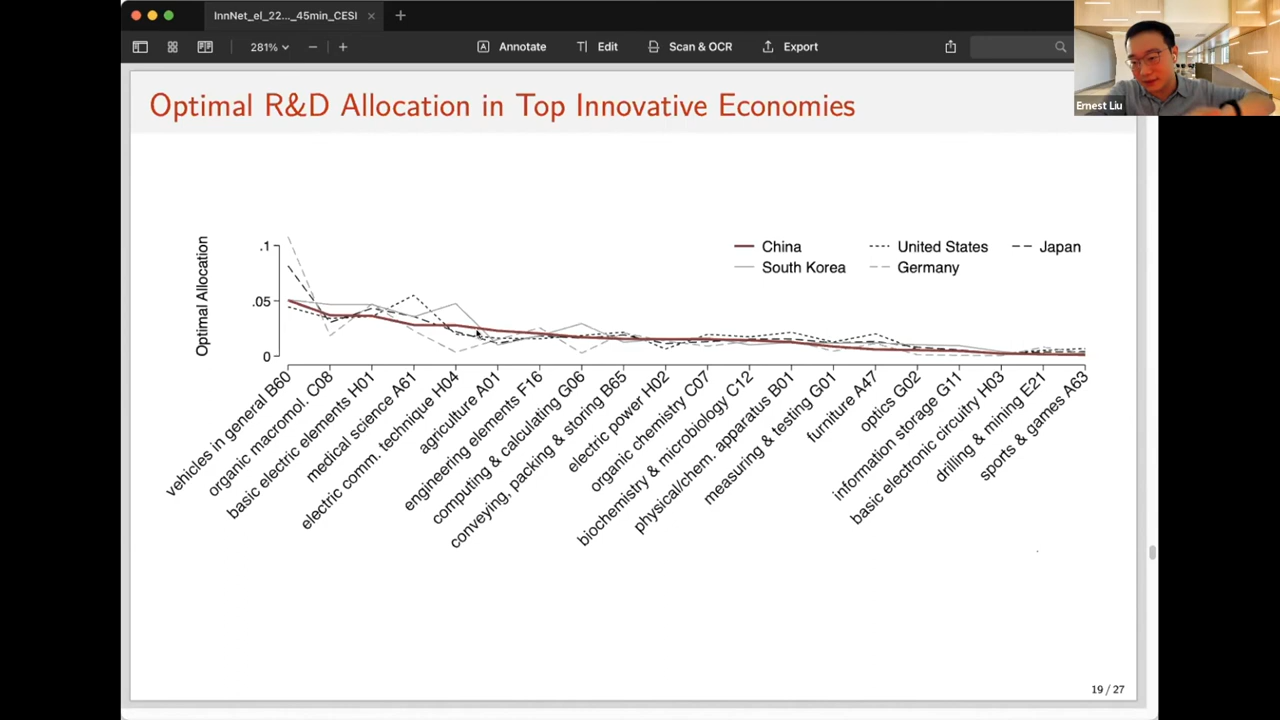 InnNet_el_22..._45min_CESI
281%
Annotate
Edit
Scan & OCR
Export
Ernest Liu
Optimal R&D Allocation in Top Innovative Economies
Optimal Allocation
.1
.05
0
China
United States
Japan
South Korea
Germany
vehicles in general B60
organic macromol. C08
basic electric elements H01
medical science A61
electric comm. technique H04
agriculture A01
engineering elements F16
computing & calculating G06
conveying, packing & storing B65
electric power H02
organic chemistry C07
biochemistry & microbiology C12
physical/chem. apparatus B01
measuring & testing G01
furniture A47
optics G02
information storage G11
basic electronic circuitry H03
drilling & mining E21
sports & games A63
19 / 27